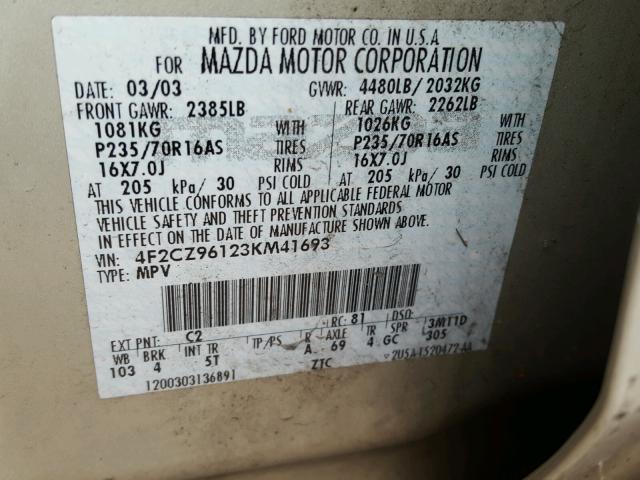 MFD. BY FORD MOTOR CO. IN U.S.A.
FOR MAZDA MOTOR CORPORATION
DATE: 03/03 GVWR: 4480LB/ 2032KG
FRONT GAWR: 2385LB REAR GAWR: 2262LB
1081KG WITH 1026KG WITH
P235/70R16AS TIRES P235/70R16AS TIRES
16X7.0J RIMS 16X7.0J RIMS
AT 205 kPa/ 30 PSI COLD AT 205 kPa/ 30 PSI COLD
THIS VEHICLE CONFORMS TO ALL APPLICABLE FEDERAL MOTOR
VEHICLE SAFETY AND THEFT PREVENTION STANDARDS
IN EFFECT ON THE DATE OF MANUFACTURE SHOWN ABOVE.
VIN: 4F2CZ96123KM41693
TYPE: MPV
EXT PNT: C2 RC: 81 DSO:
WB BRK INT TR TP/PS R AXLE TR SPR 3M11D
103 4 5T A 69 4 GC 305
1200303136891 ZTC